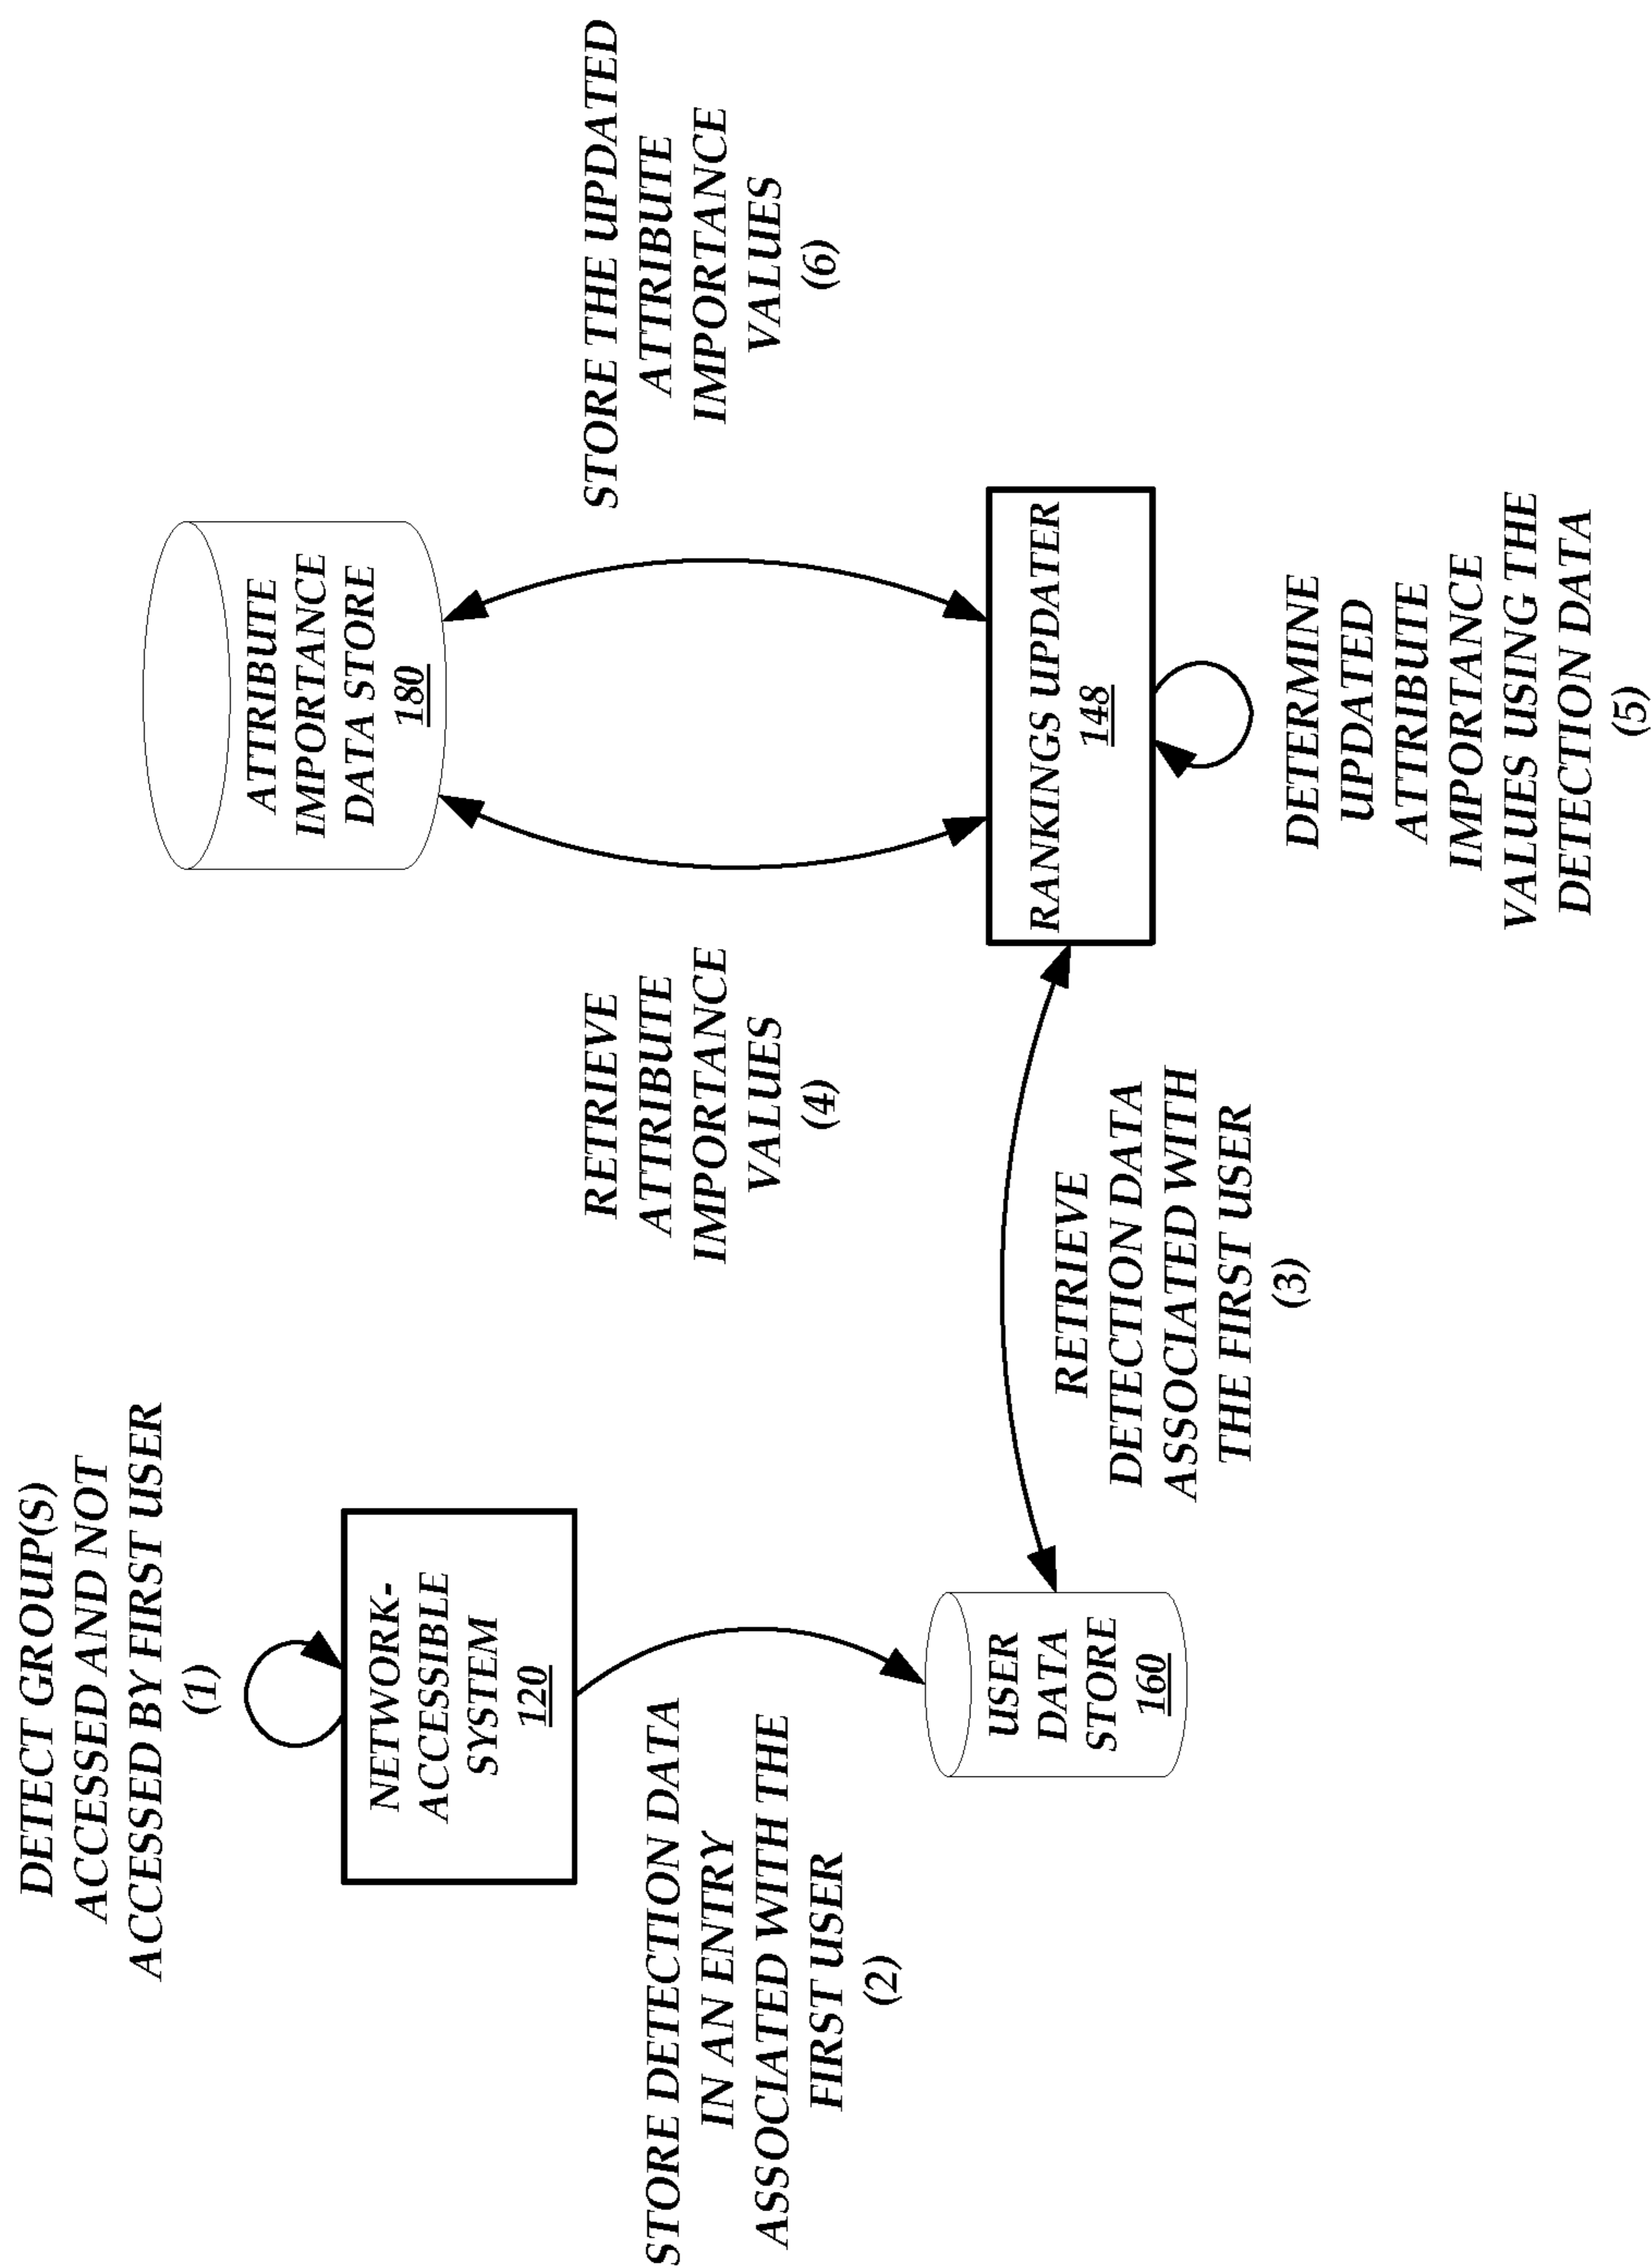 DETECT GROUP(S)
ACCESSED AND NOT
ACCESSED BY FIRST USER
(1)
NETWORK-
ACCESSIBLE
SYSTEM
120
STORE DETECTION DATA
IN AN ENTRY
ASSOCIATED WITH THE
FIRST USER
(2)
USER
DATA
STORE
160
RETRIEVE
DETECTION DATA
ASSOCIATED WITH
THE FIRST USER
(3)
RETRIEVE
ATTRIBUTE
IMPORTANCE
VALUES
(4)
ATTRIBUTE
IMPORTANCE
DATA STORE
180
RANKINGS UPDATER
148
DETERMINE
UPDATED
ATTRIBUTE
IMPORTANCE
VALUES USING THE
DETECTION DATA
(5)
STORE THE UPDATED
ATTRIBUTE
IMPORTANCE
VALUES
(6)